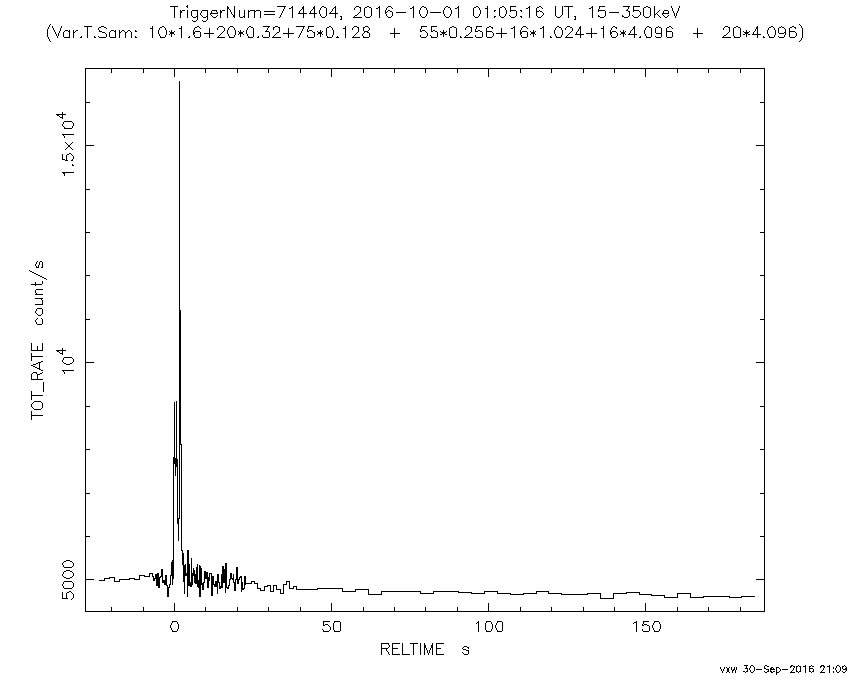 TriggerNum=714404, 2016-10-01 01:05:16 UT, 15-350keV
(Var.T.Sam: 10*1.6+20*0.32+75*0.128 + 55*0.256+16*1.024+16*4.096 + 20*4.096)
1.5×10⁴
10⁴
5000
TOT_RATE count/s
0 50 100 150
RELTIME s
vxw 30-Sep-2016 21:09